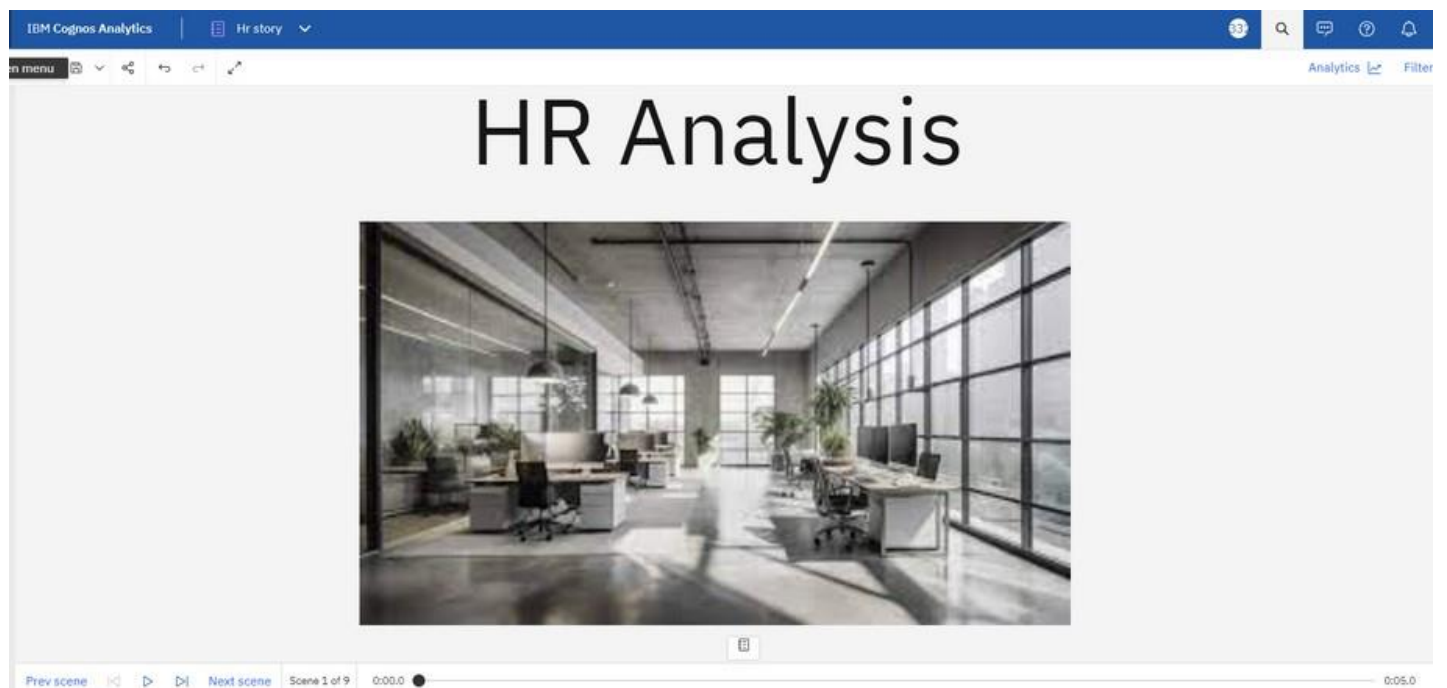 IBM Cognos Analytics
Hr story
en menu
Analytics
Filter
HR Analysis
Prev scene
Next scene
Scene 1 of 9
0:00.0
0:05.0